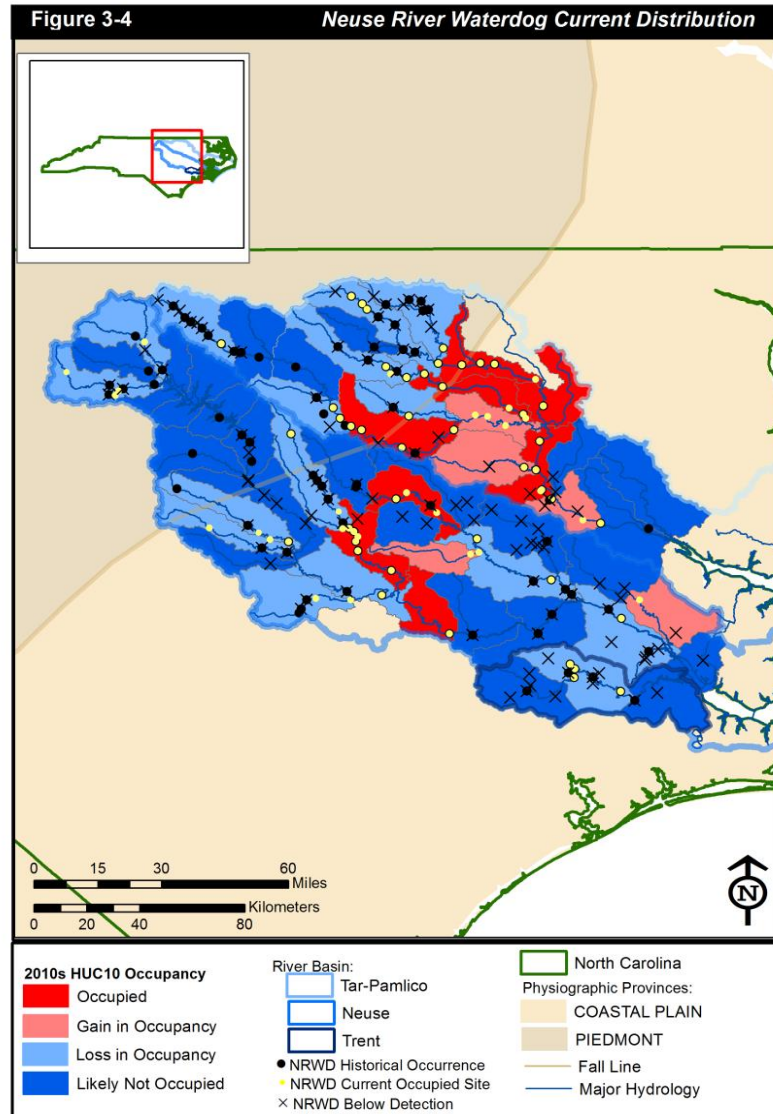 Figure 3-4 Neuse River Waterdog Current Distribution
0 15 30 60
Miles
Kilometers
0 20 40 80
N
2010s HUC10 Occupancy
Occupied
Gain in Occupancy
Loss in Occupancy
Likely Not Occupied
River Basin:
Tar-Pamlico
Neuse
Trent
NRWD Historical Occurrence
NRWD Current Occupied Site
NRWD Below Detection
North Carolina
Physiographic Provinces:
COASTAL PLAIN
PIEDMONT
Fall Line
Major Hydrology